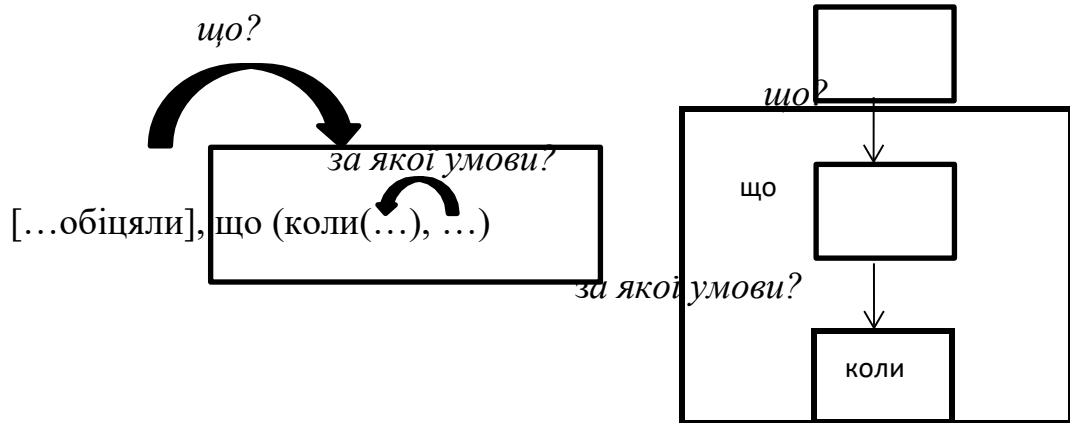 що?
за якої умови?
[…обіцяли], що (коли(…), …)
що?
що
за якої умови?
коли